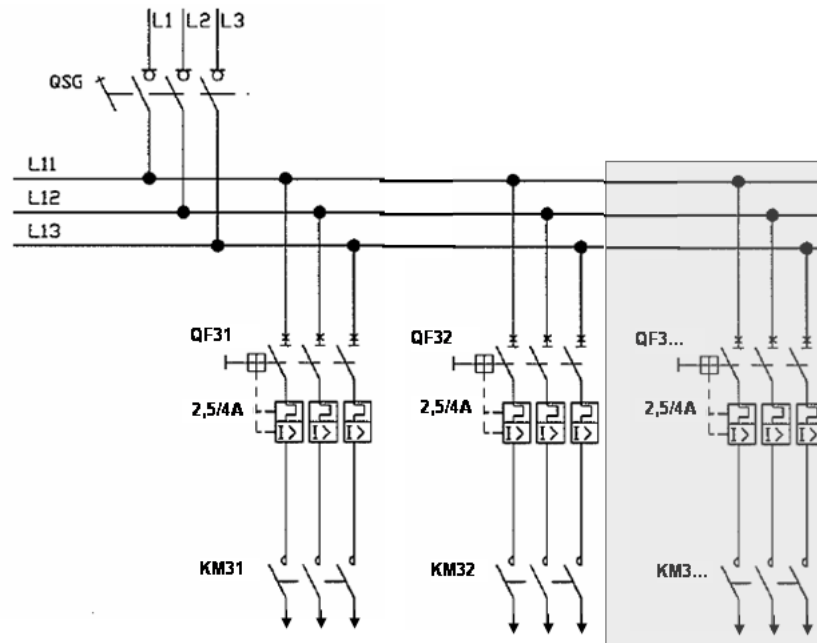 L1 L2 L3
QSG
L11
L12
L13
QF31 QF32 QF3...
2,5/4A 2,5/4A 2,5/4A
I> I> I> I> I> I> I> I> I>
KM31 KM32 KM3...